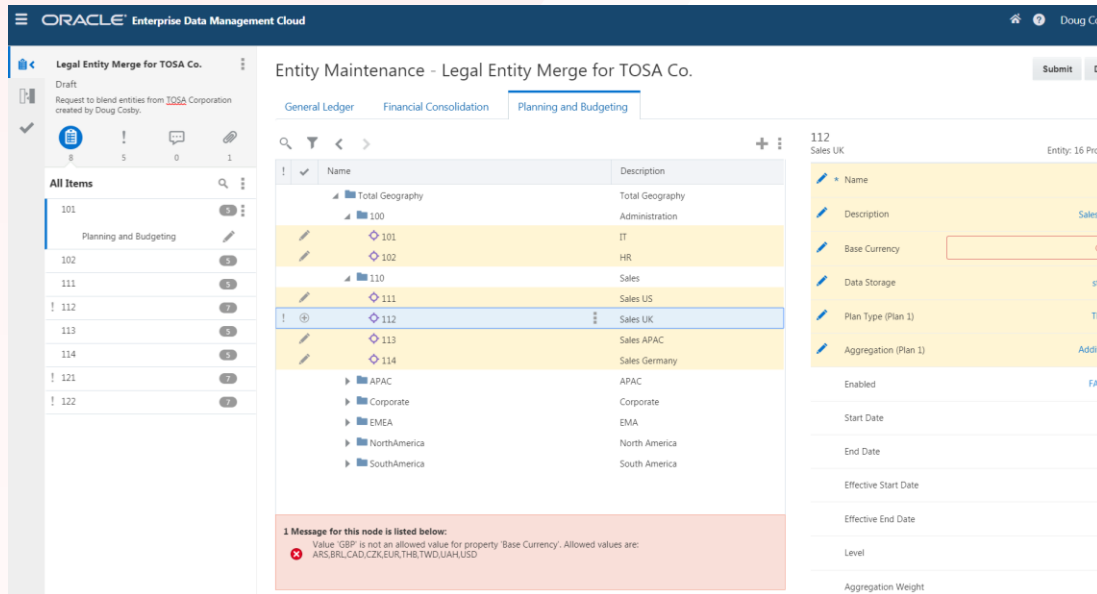 ORACLE Enterprise Data Management Cloud
Doug Co
Legal Entity Merge for TOSA Co.
Draft
Request to blend entities from TOSA Corporation
created by Doug Cosby.
8 5 0 1
All Items
101 5
Planning and Budgeting
102 5
111 5
! 112 7
113 5
114 5
! 121 7
! 122 7
Entity Maintenance - Legal Entity Merge for TOSA Co.
Submit D
General Ledger Financial Consolidation Planning and Budgeting
! Name Description
Total Geography Total Geography
100 Administration
101 IT
102 HR
110 Sales
111 Sales US
! 112 Sales UK
113 Sales APAC
114 Sales Germany
APAC APAC
Corporate Corporate
EMEA EMA
NorthAmerica North America
SouthAmerica South America
1 Message for this node is listed below:
Value 'GBP' is not an allowed value for property 'Base Currency'. Allowed values are:
ARS,BRL,CAD,CZK,EUR,THB,TWD,UAH,USD
112
Sales UK Entity: 16 Pro
* Name
Description Sales
Base Currency
Data Storage st
Plan Type (Plan 1) T
Aggregation (Plan 1) Addi
Enabled FA
Start Date
End Date
Effective Start Date
Effective End Date
Level
Aggregation Weight